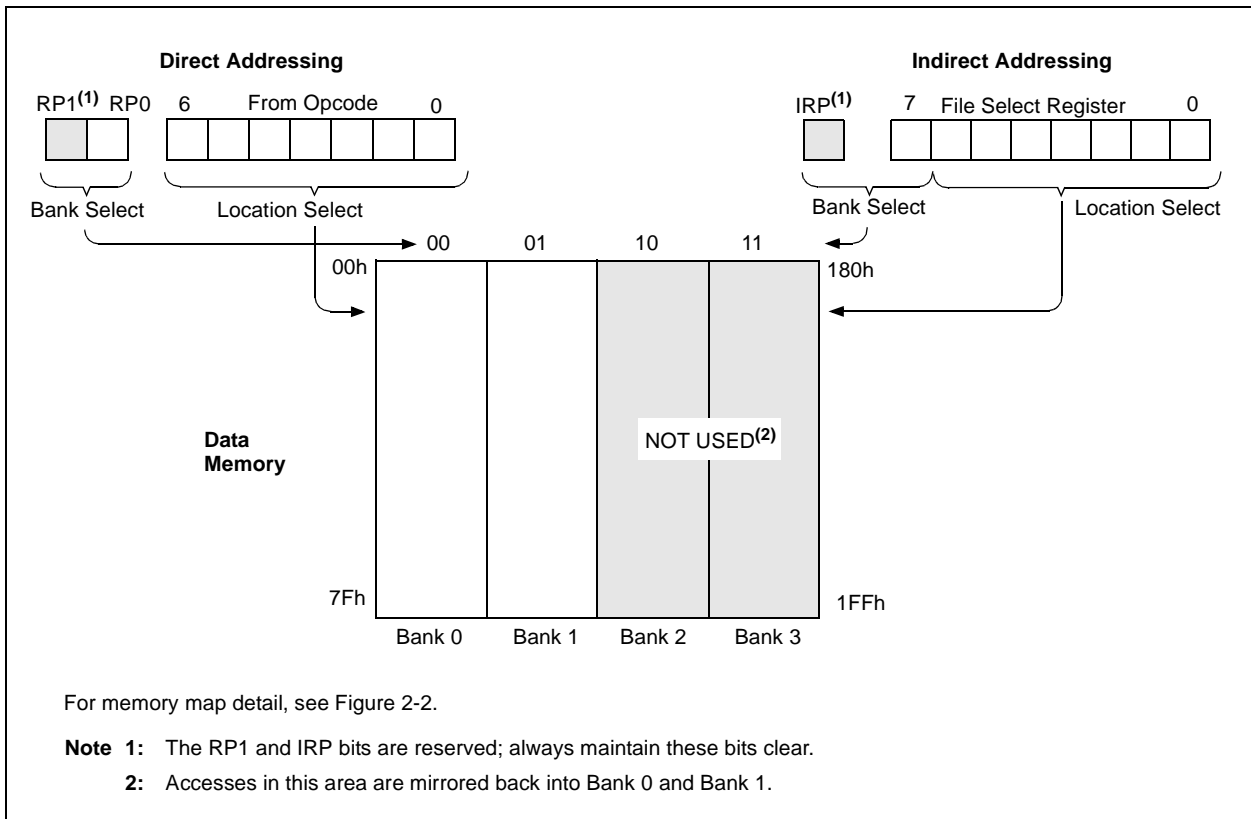 Direct Addressing
Indirect Addressing
RP1(1) RP0 6 From Opcode 0
IRP(1) 7 File Select Register 0
Bank Select Location Select
Bank Select Location Select
00 01 10 11
00h 180h
NOT USED(2)
Data
Memory
7Fh 1FFh
Bank 0 Bank 1 Bank 2 Bank 3
For memory map detail, see Figure 2-2.
Note 1: The RP1 and IRP bits are reserved; always maintain these bits clear.
2: Accesses in this area are mirrored back into Bank 0 and Bank 1.